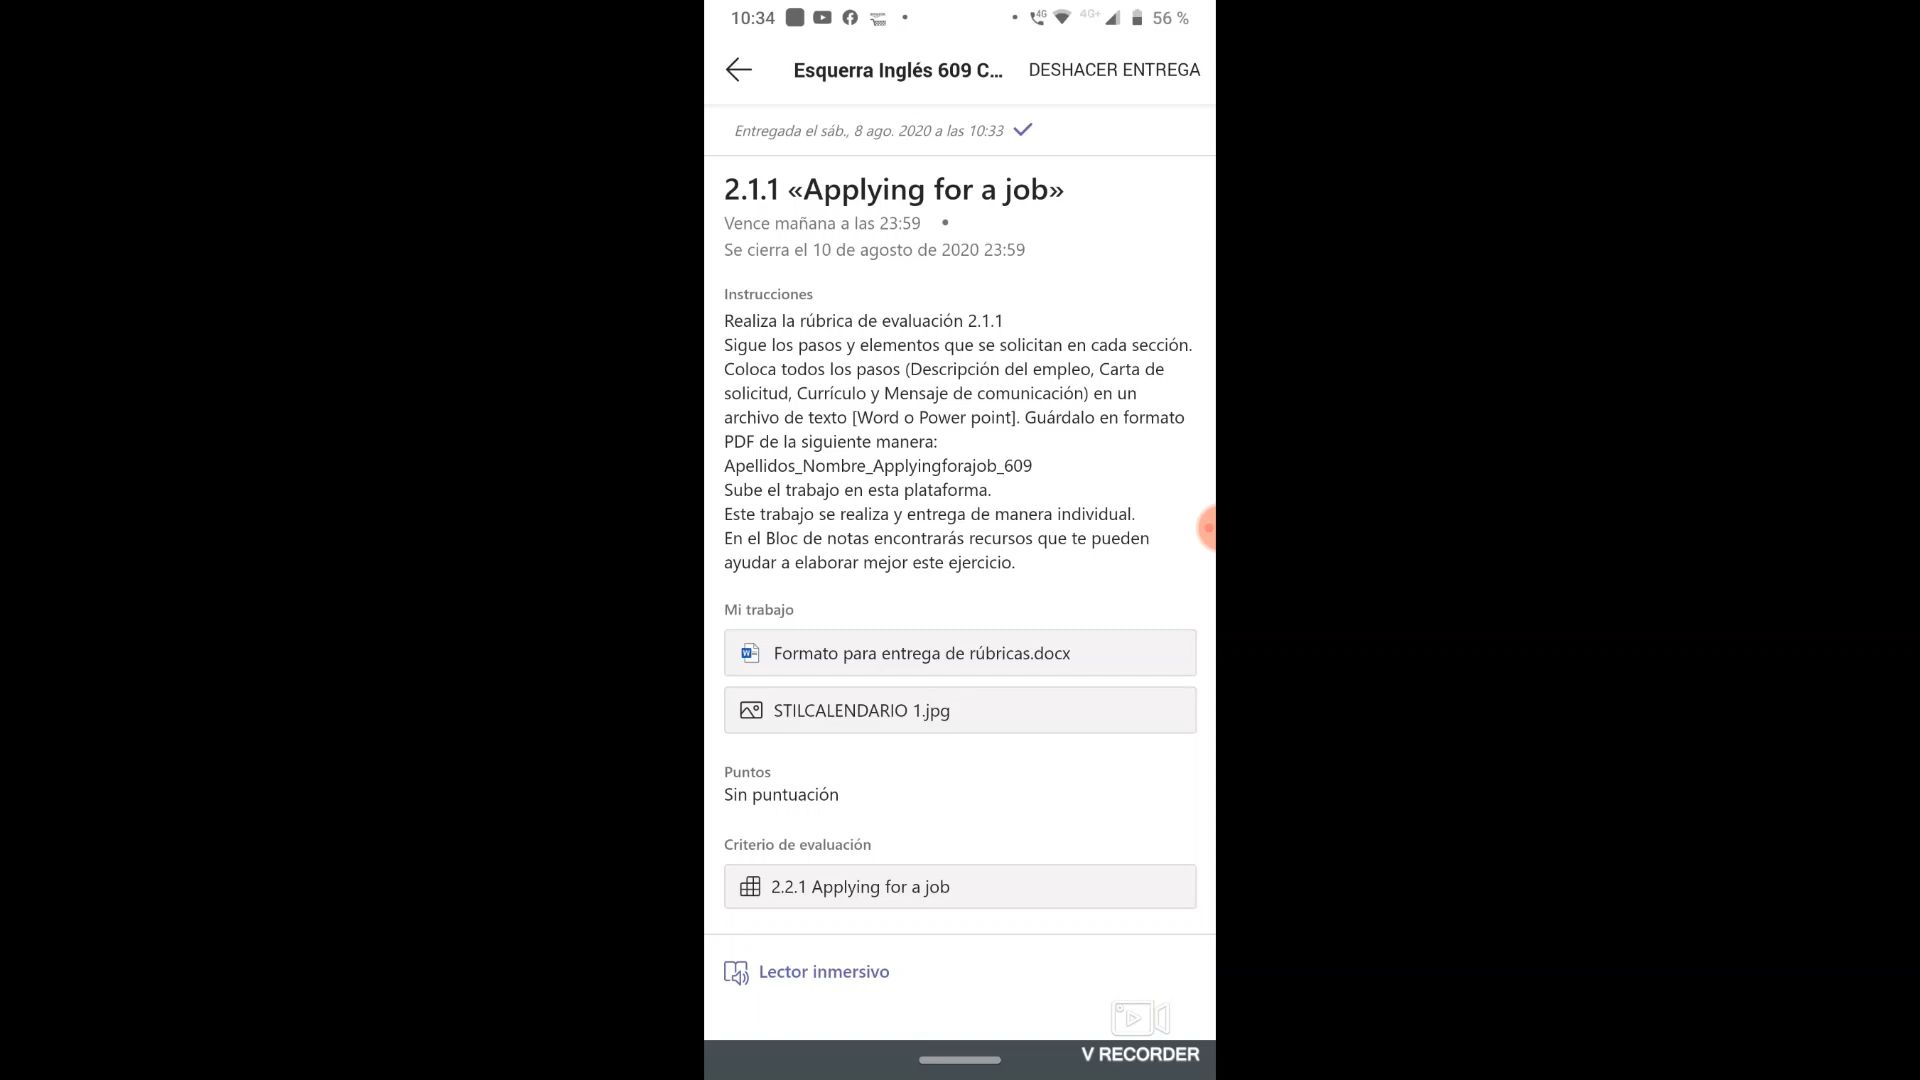 10:34
4G
4G+
56 %
Esquerra Inglés 609 C...
DESHACER ENTREGA
Entregada el sáb., 8 ago. 2020 a las 10:33
2.1.1 «Applying for a job»
Vence mañana a las 23:59 •
Se cierra el 10 de agosto de 2020 23:59
Instrucciones
Realiza la rúbrica de evaluación 2.1.1
Sigue los pasos y elementos que se solicitan en cada sección.
Coloca todos los pasos (Descripción del empleo, Carta de
solicitud, Currículo y Mensaje de comunicación) en un
archivo de texto [Word o Power point]. Guárdalo en formato
PDF de la siguiente manera:
Apellidos_Nombre_Applyingforajob_609
Sube el trabajo en esta plataforma.
Este trabajo se realiza y entrega de manera individual.
En el Bloc de notas encontrarás recursos que te pueden
ayudar a elaborar mejor este ejercicio.
Mi trabajo
Formato para entrega de rúbricas.docx
STILCALENDARIO 1.jpg
Puntos
Sin puntuación
Criterio de evaluación
2.2.1 Applying for a job
Lector inmersivo
V RECORDER